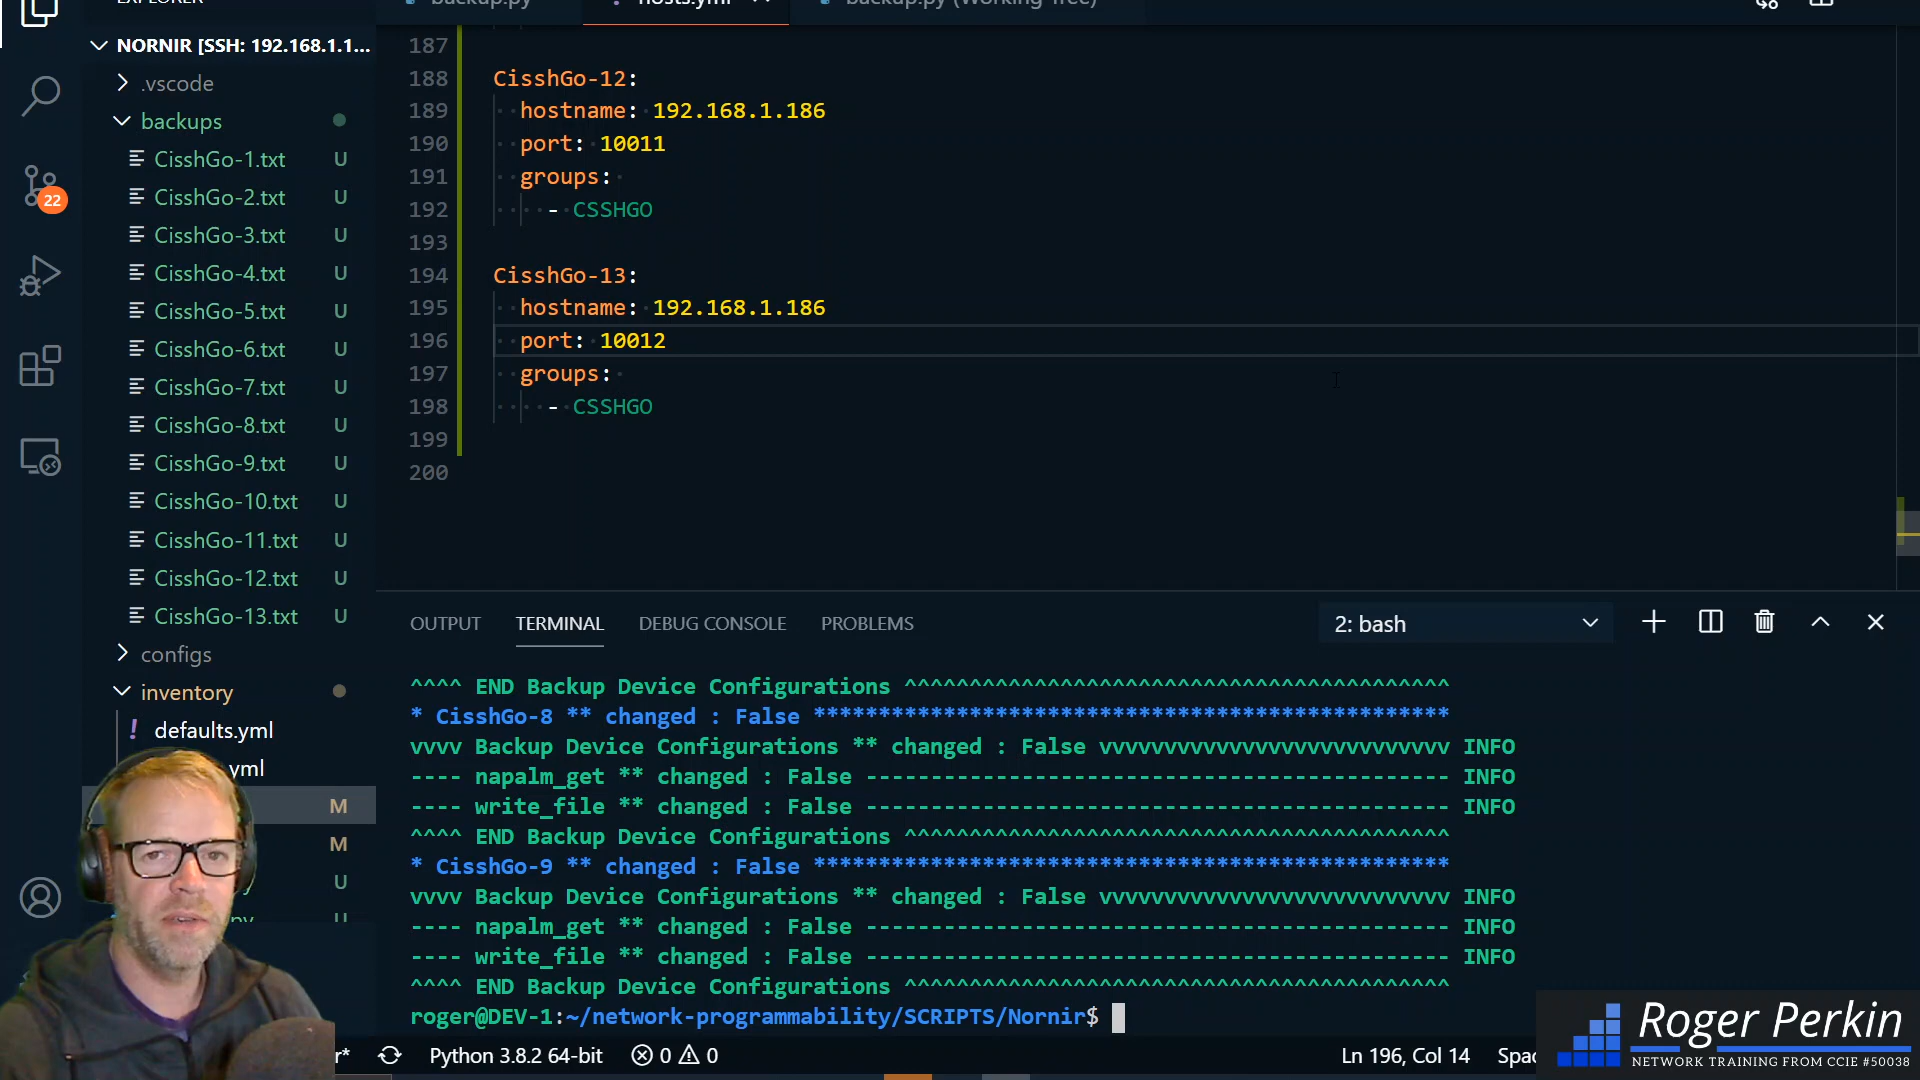 EXPLORER
backup.py
hosts.yml
backup.py (Working Tree)
NORNIR [SSH: 192.168.1.1...
.vscode
backups
CisshGo-1.txt U
CisshGo-2.txt U
CisshGo-3.txt U
CisshGo-4.txt U
CisshGo-5.txt U
CisshGo-6.txt U
CisshGo-7.txt U
CisshGo-8.txt U
CisshGo-9.txt U
CisshGo-10.txt U
CisshGo-11.txt U
CisshGo-12.txt U
CisshGo-13.txt U
configs
inventory
! defaults.yml
.yml
M
M
U
.py U
22
187
188 CisshGo-12:
189 hostname: 192.168.1.186
190 port: 10011
191 groups:
192 - CSSHGO
193
194 CisshGo-13:
195 hostname: 192.168.1.186
196 port: 10012
197 groups:
198 - CSSHGO
199
200
OUTPUT TERMINAL DEBUG CONSOLE PROBLEMS 2: bash
^^^^ END Backup Device Configurations ^^^^^^^^^^^^^^^^^^^^^^^^^^^^^^^^^^^^^^^^^^
* CisshGo-8 ** changed : False *************************************************
vvvv Backup Device Configurations ** changed : False vvvvvvvvvvvvvvvvvvvvvvvvvvv INFO
---- napalm_get ** changed : False --------------------------------------------- INFO
---- write_file ** changed : False --------------------------------------------- INFO
^^^^ END Backup Device Configurations ^^^^^^^^^^^^^^^^^^^^^^^^^^^^^^^^^^^^^^^^^^
* CisshGo-9 ** changed : False *************************************************
vvvv Backup Device Configurations ** changed : False vvvvvvvvvvvvvvvvvvvvvvvvvvv INFO
---- napalm_get ** changed : False --------------------------------------------- INFO
---- write_file ** changed : False --------------------------------------------- INFO
^^^^ END Backup Device Configurations ^^^^^^^^^^^^^^^^^^^^^^^^^^^^^^^^^^^^^^^^^^
roger@DEV-1:~/network-programmability/SCRIPTS/Nornir$
r* Python 3.8.2 64-bit 0 0 Ln 196, Col 14 Spac
Roger Perkin
NETWORK TRAINING FROM CCIE #50038